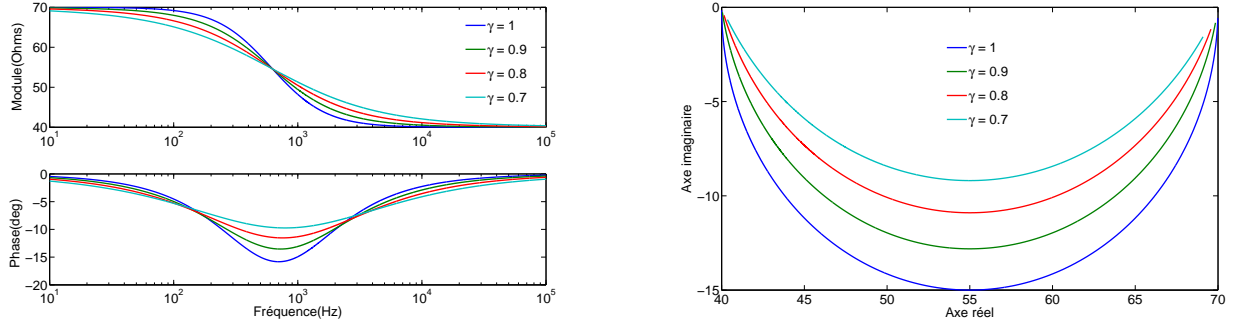 Module(Ohms)
70
60
50
40
γ = 1
γ = 0.9
γ = 0.8
γ = 0.7
10^1
10^2
10^3
10^4
10^5
Phase(deg)
0
−5
−10
−15
−20
10^1
10^2
10^3
10^4
10^5
Fréquence(Hz)
Axe imaginaire
0
−5
−10
−15
γ = 1
γ = 0.9
γ = 0.8
γ = 0.7
40
45
50
55
60
65
70
Axe réel